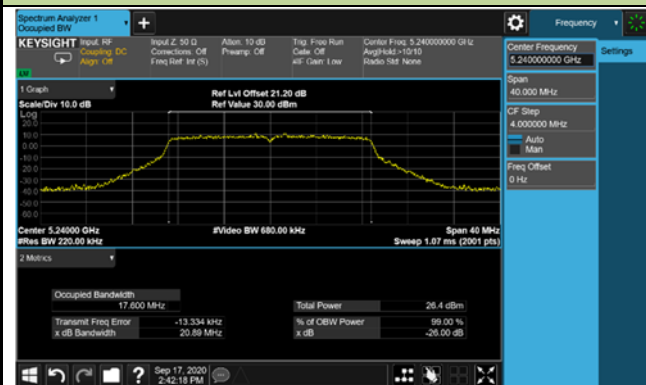 Spectrum Analyzer 1
Occupied BW
Frequency
KEYSIGHT
Input: RF
Coupling: DC
Align: Off
Input Z: 50 Ω
Corrections: Off
Freq Ref: Int (S)
Atten: 10 dB
Preamp: Off
Trig: Free Run
Gate: Off
#IF Gain: Low
Center Freq: 5.240000000 GHz
Avg|Hold:>10/10
Radio Std: None
Center Frequency
5.240000000 GHz
Settings
Span
40.000 MHz
CF Step
4.000000 MHz
Auto
Man
Freq Offset
0 Hz
1 Graph
Scale/Div 10.0 dB
Ref Lvl Offset 21.20 dB
Ref Value 30.00 dBm
Log
20.0
10.0
0.00
-10.0
-20.0
-30.0
-40.0
-50.0
-60.0
Center 5.24000 GHz
#Res BW 220.00 kHz
#Video BW 680.00 kHz
Span 40 MHz
Sweep 1.07 ms (2001 pts)
2 Metrics
Occupied Bandwidth
17.600 MHz
Total Power 26.4 dBm
Transmit Freq Error -13.334 kHz
% of OBW Power 99.00 %
x dB Bandwidth 20.89 MHz
x dB -26.00 dB
Sep 17, 2020
2:42:18 PM